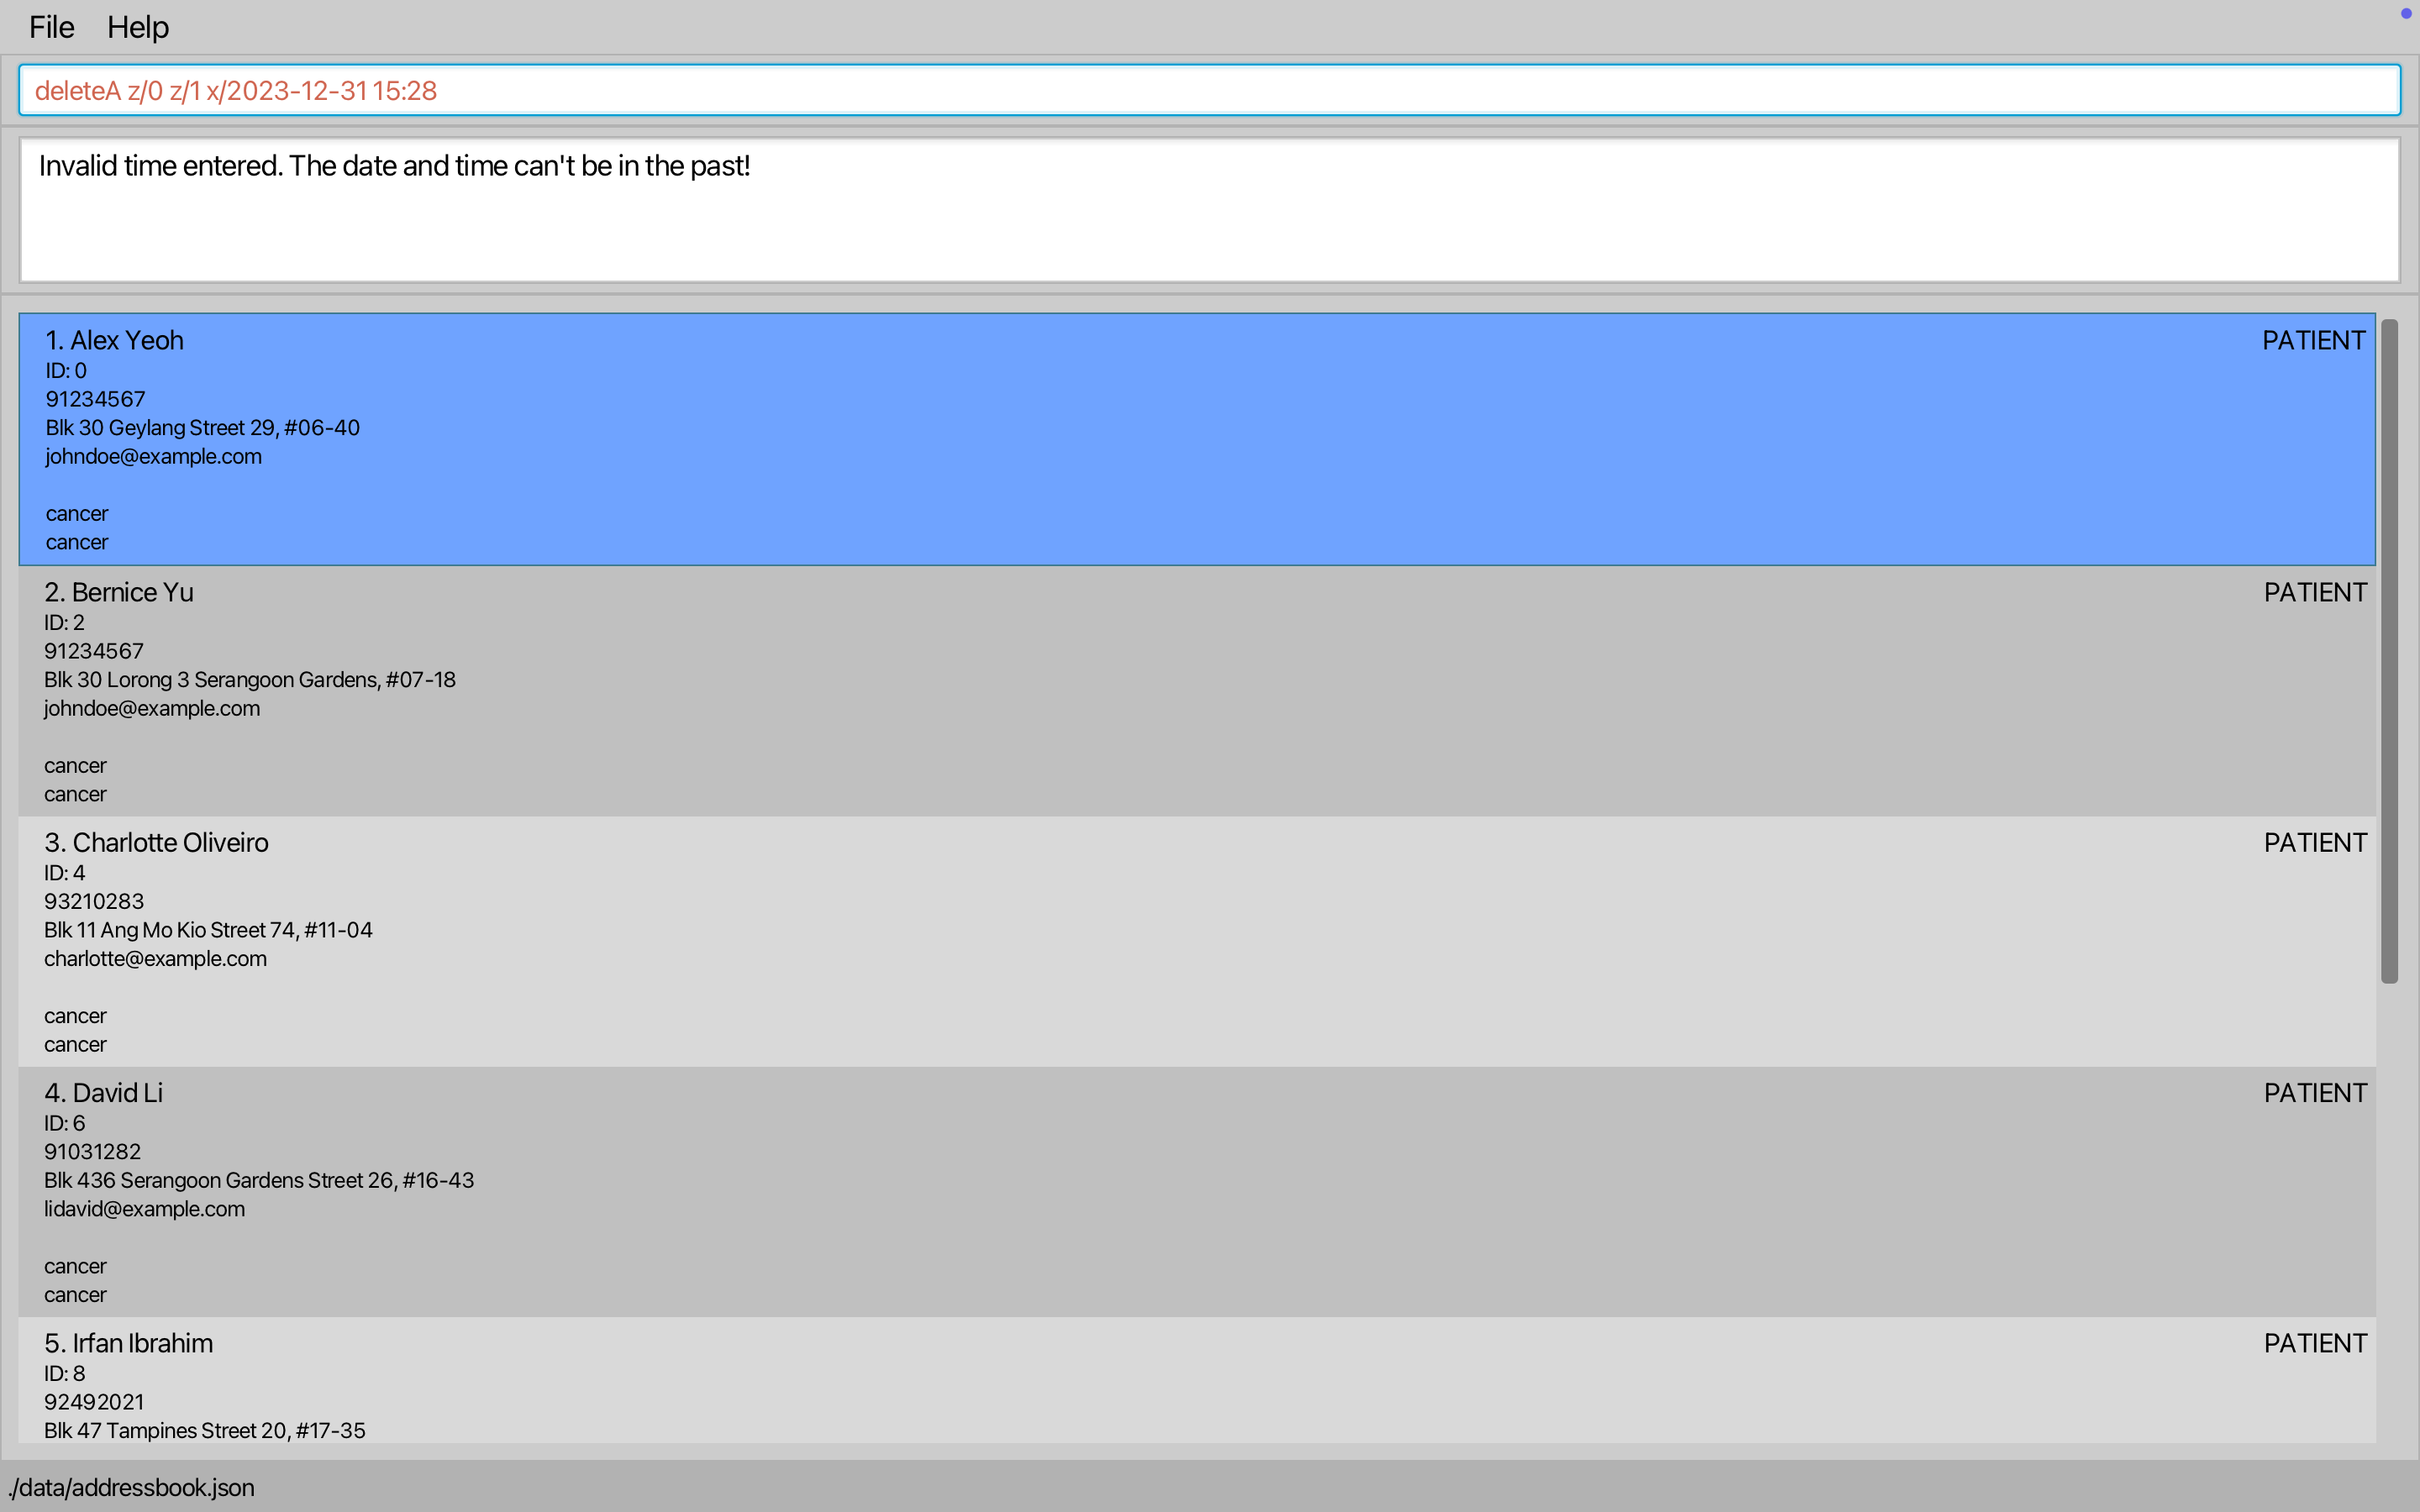 File Help
deleteA z/0 z/1 x/2023-12-31 15:28
Invalid time entered. The date and time can't be in the past!
1. Alex Yeoh PATIENT
ID: 0
91234567
Blk 30 Geylang Street 29, #06-40
johndoe@example.com
cancer
cancer
2. Bernice Yu PATIENT
ID: 2
91234567
Blk 30 Lorong 3 Serangoon Gardens, #07-18
johndoe@example.com
cancer
cancer
3. Charlotte Oliveiro PATIENT
ID: 4
93210283
Blk 11 Ang Mo Kio Street 74, #11-04
charlotte@example.com
cancer
cancer
4. David Li PATIENT
ID: 6
91031282
Blk 436 Serangoon Gardens Street 26, #16-43
lidavid@example.com
cancer
cancer
5. Irfan Ibrahim PATIENT
ID: 8
92492021
Blk 47 Tampines Street 20, #17-35
./data/addressbook.json